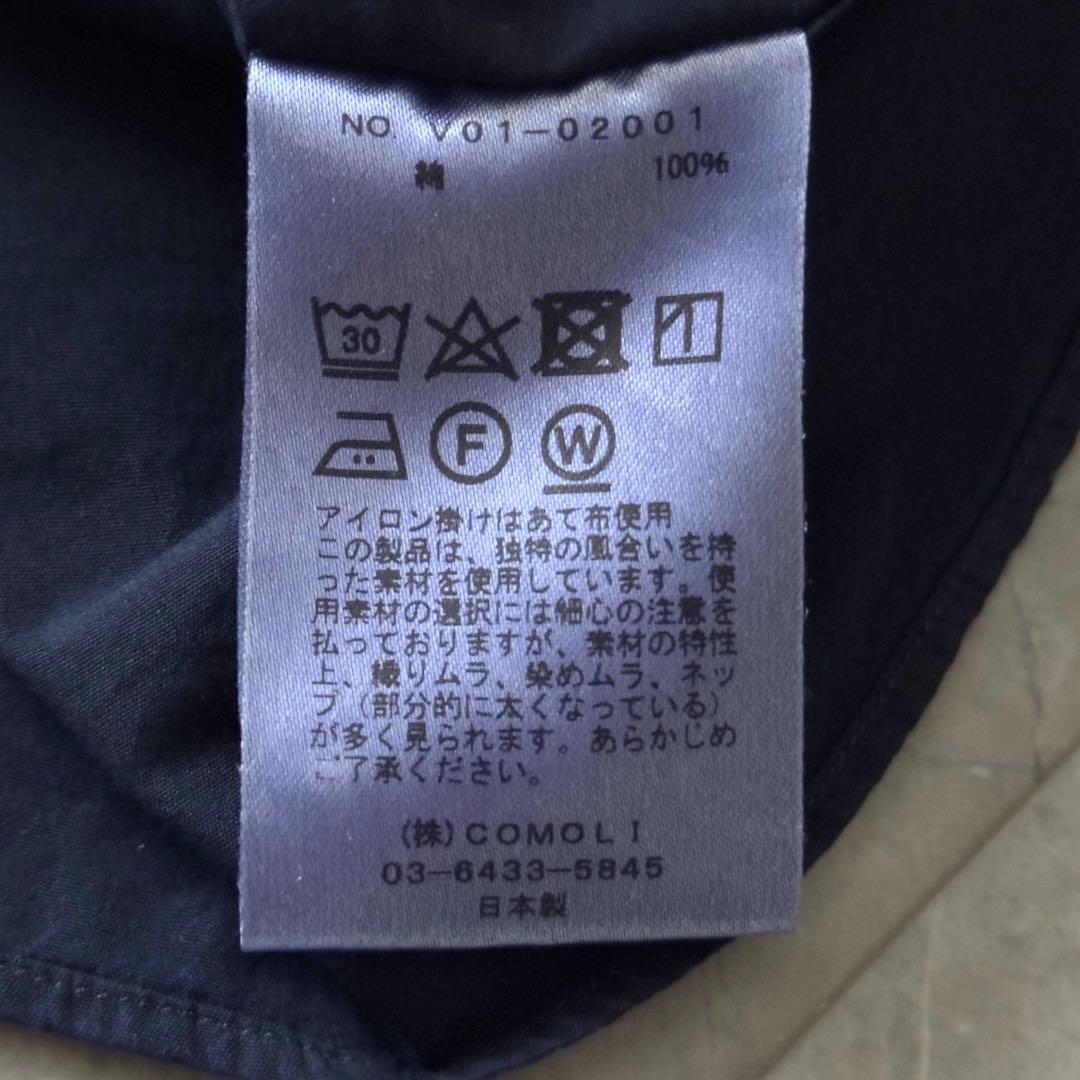 NO. V01-02001
綿 100%
30
F W
アイロン掛けはあて布使用
この製品は、独特の風合いを持
った素材を使用しています。使
用素材の選択には細心の注意を
払っておりますが、素材の特性
上、織りムラ、染めムラ、ネッ
プ（部分的に太くなっている）
が多く見られます。あらかじめ
ご了承ください。
(株)COMOLI
03-6433-5845
日本製